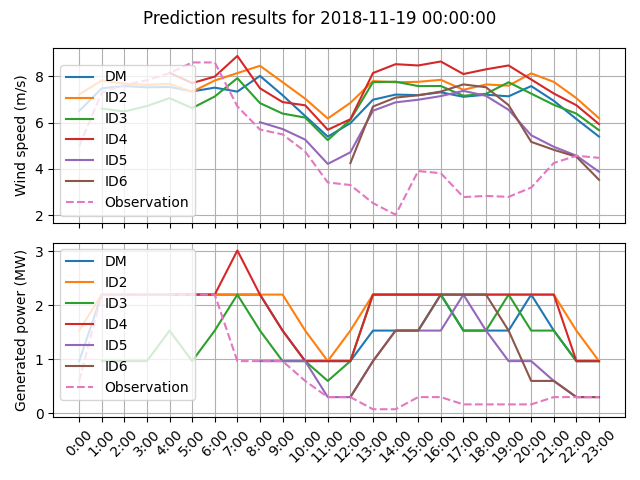 Prediction results for 2018-11-19 00:00:00
Wind speed (m/s)
8
6
4
2
DM
ID2
ID3
ID4
ID5
ID6
Observation
Generated power (MW)
3
2
1
0
DM
ID2
ID3
ID4
ID5
ID6
Observation
0:00 1:00 2:00 3:00 4:00 5:00 6:00 7:00 8:00 9:00 10:00 11:00 12:00 13:00 14:00 15:00 16:00 17:00 18:00 19:00 20:00 21:00 22:00 23:00